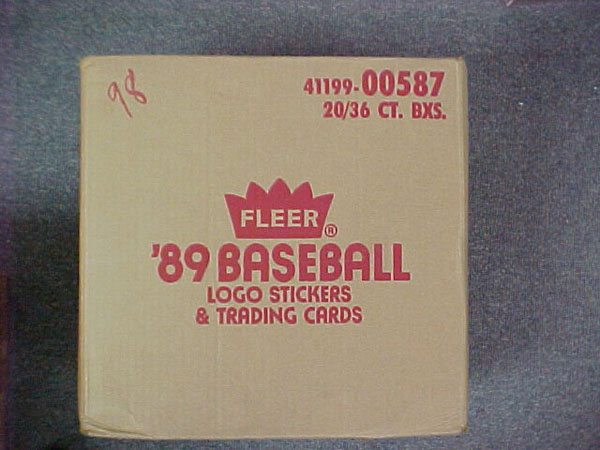 98
41199-00587
20/36 CT. BXS.
FLEER®
'89 BASEBALL
LOGO STICKERS
& TRADING CARDS